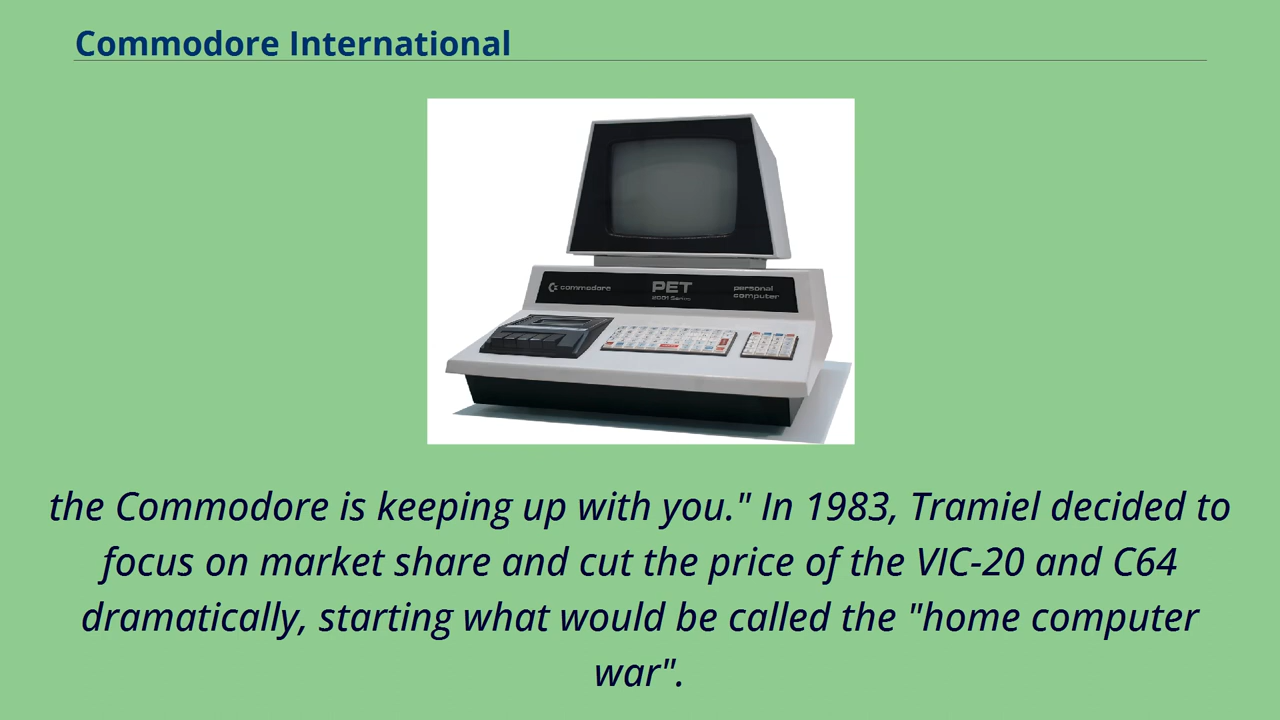 Commodore International
commodore
PET
2001 Series
personal
computer
the Commodore is keeping up with you." In 1983, Tramiel decided to
focus on market share and cut the price of the VIC-20 and C64
dramatically, starting what would be called the "home computer
war".